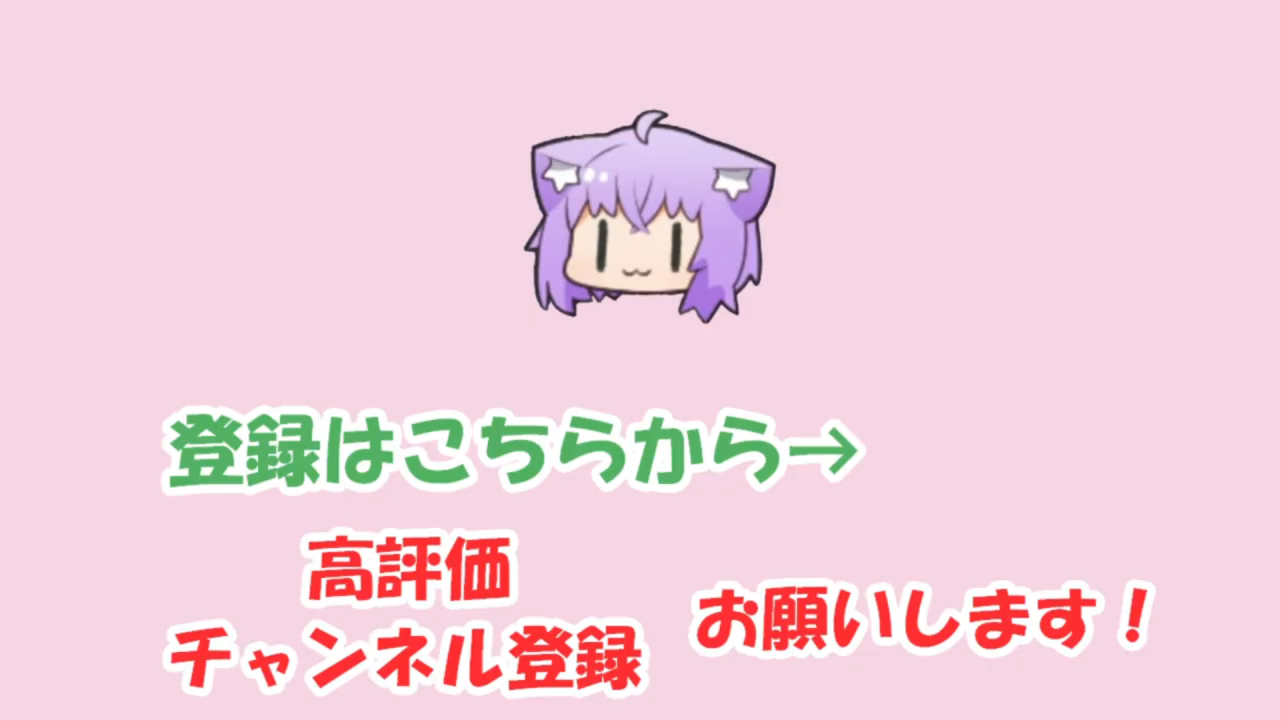 登録はこちらから→
高評価
チャンネル登録
お願いします！